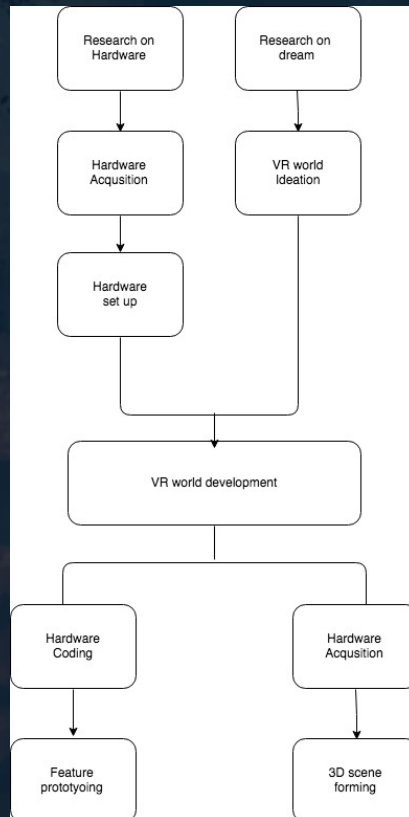 Research on
Hardware
Research on
dream
Hardware
Acqusition
VR world
Ideation
Hardware
set up
VR world development
Hardware
Coding
Hardware
Acqusition
Feature
prototyoing
3D scene
forming